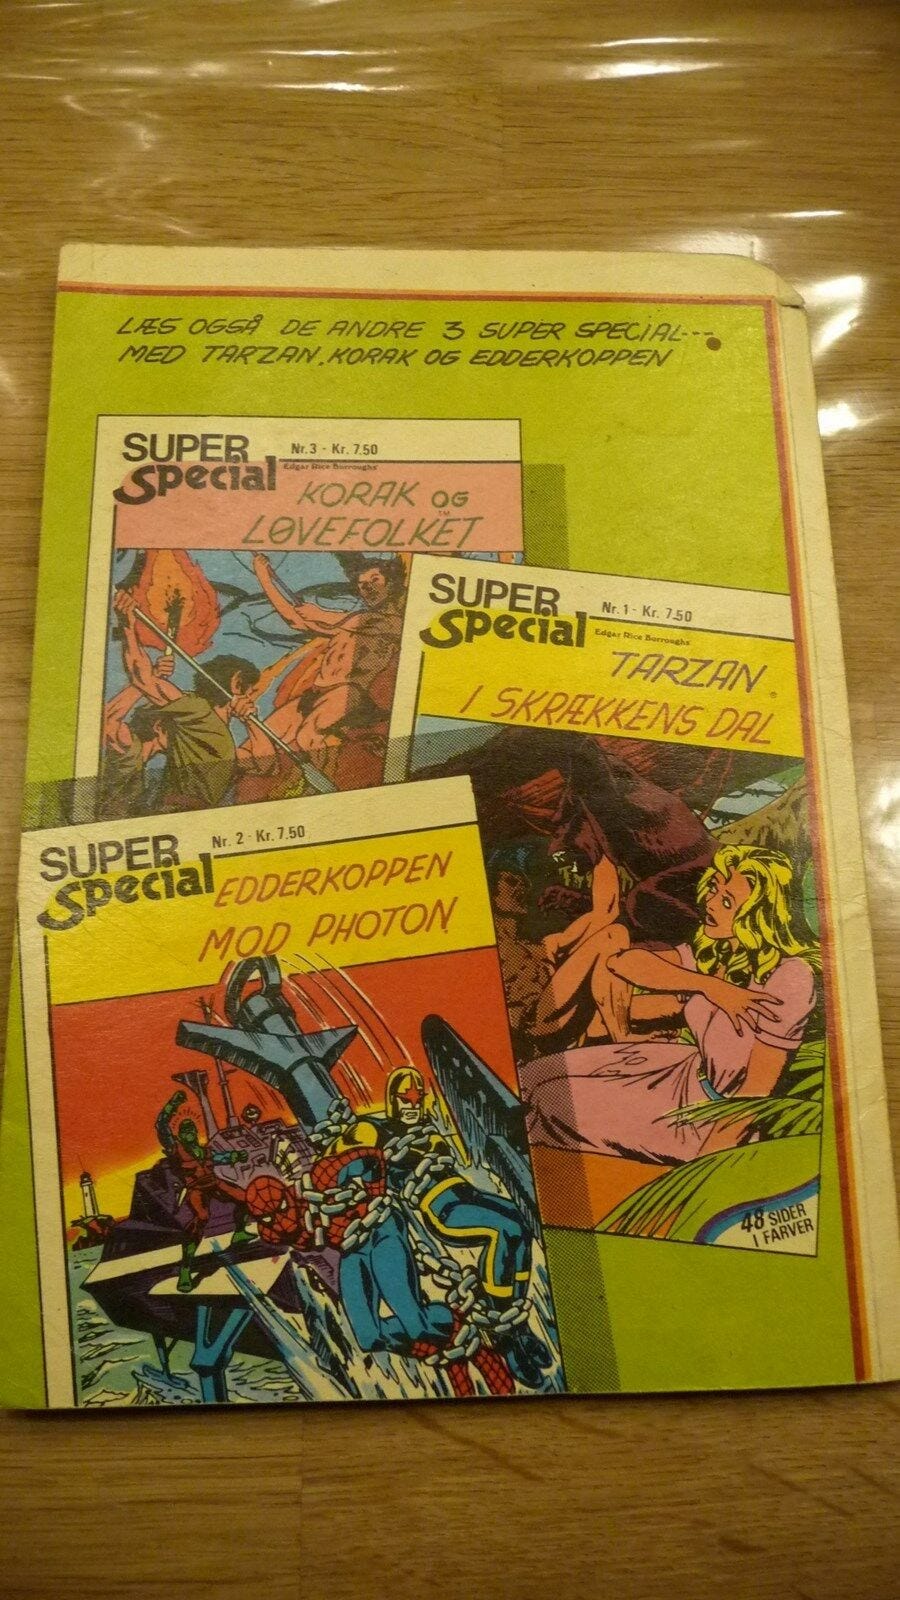 LÆS OGSÅ DE ANDRE 3 SUPER SPECIAL---
MED TARZAN, KORAK OG EDDERKOPPEN
SUPER Special
Nr. 3 - Kr. 7.50
Edgar Rice Burroughs'
KORAK OG
LØVEFOLKET
TM
SUPER Special
Nr. 1 - Kr. 7.50
Edgar Rice Burroughs
TARZAN
I SKRÆKKENS DAL
48 SIDER
I FARVER
SUPER Special
Nr. 2 - Kr. 7.50
EDDERKOPPEN
MOD PHOTON